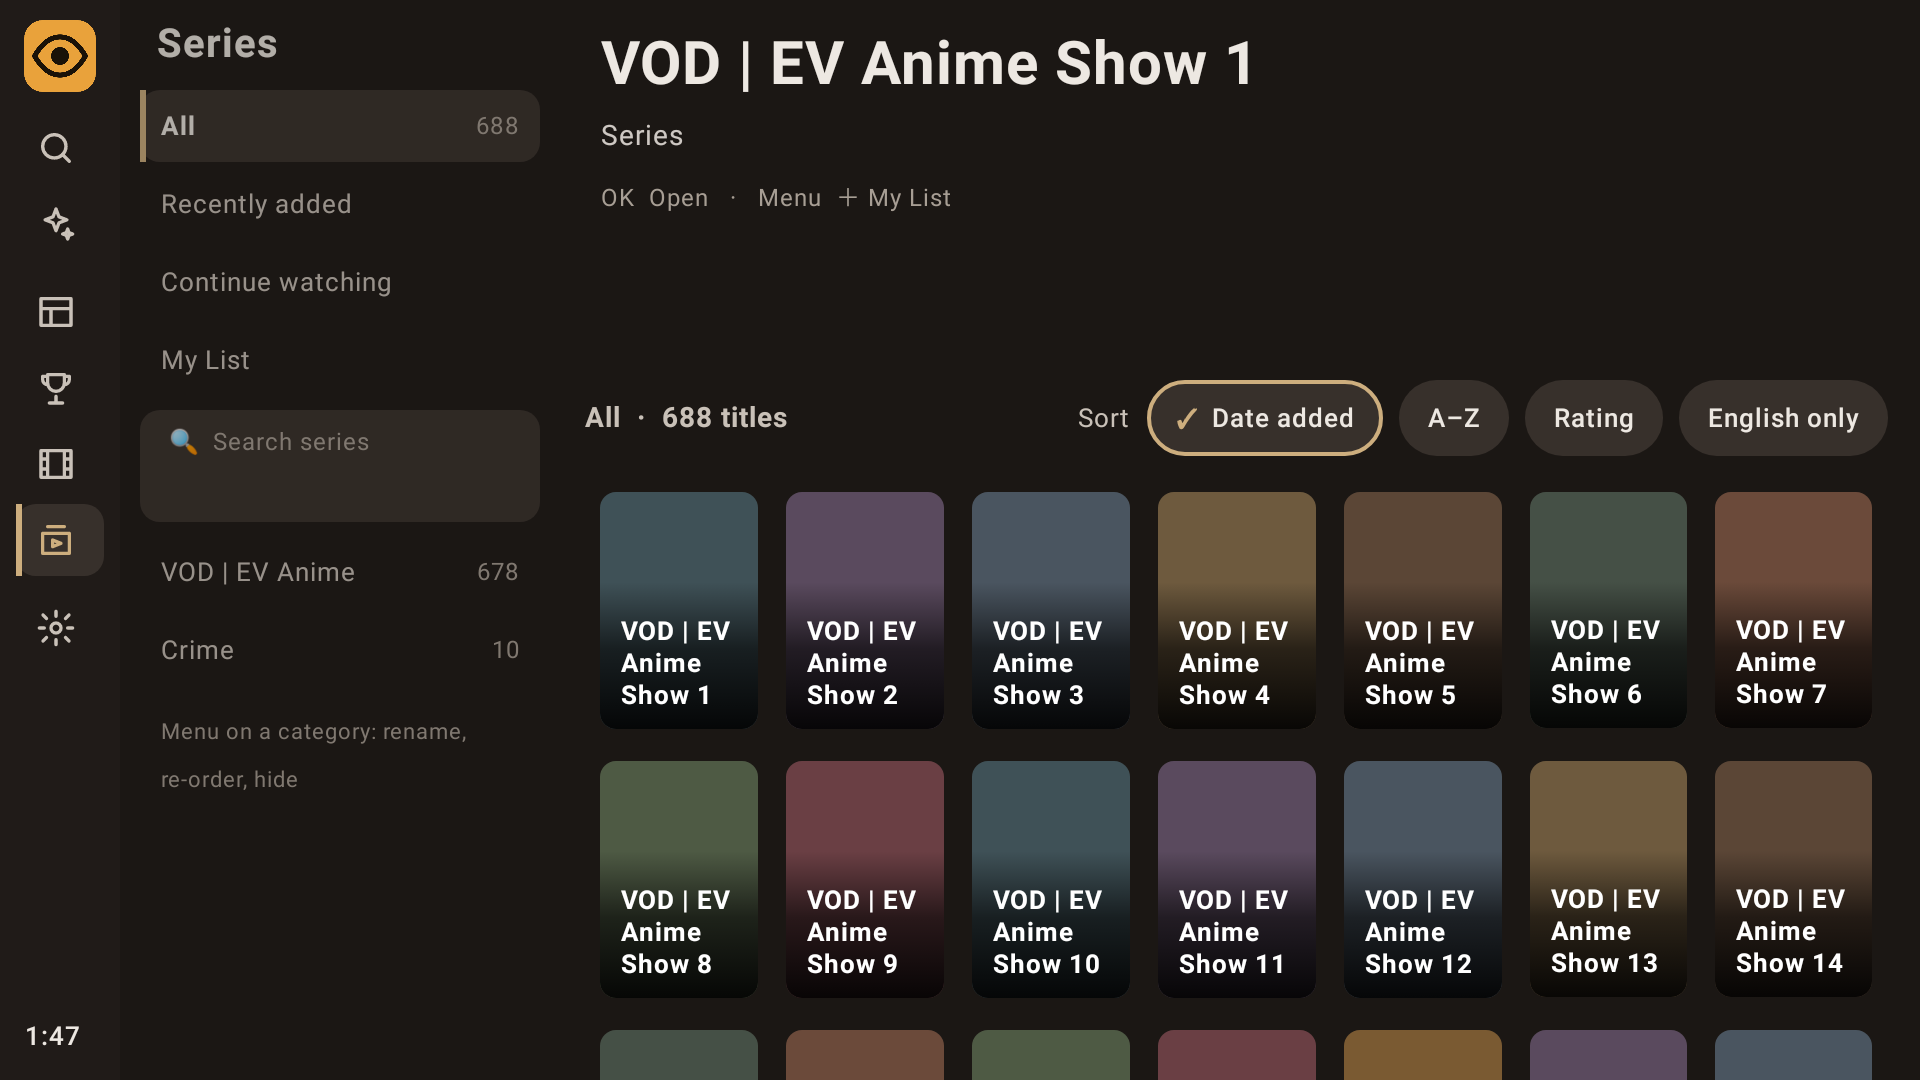 Series
All 688
Recently added
Continue watching
My List
Search series
VOD | EV Anime 678
Crime 10
Menu on a category: rename,
re-order, hide
1:47
VOD | EV Anime Show 1
Series
OK Open · Menu + My List
All · 688 titles
Sort ✓ Date added A–Z Rating English only
VOD | EV
Anime
Show 1
VOD | EV
Anime
Show 2
VOD | EV
Anime
Show 3
VOD | EV
Anime
Show 4
VOD | EV
Anime
Show 5
VOD | EV
Anime
Show 6
VOD | EV
Anime
Show 7
VOD | EV
Anime
Show 8
VOD | EV
Anime
Show 9
VOD | EV
Anime
Show 10
VOD | EV
Anime
Show 11
VOD | EV
Anime
Show 12
VOD | EV
Anime
Show 13
VOD | EV
Anime
Show 14